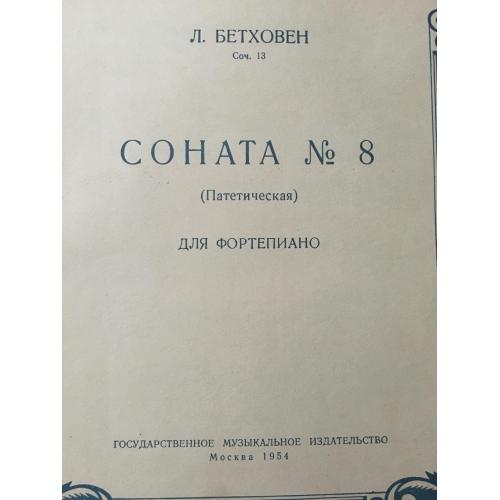 Л. БЕТХОВЕН
Соч. 13
СОНАТА № 8
(Патетическая)
ДЛЯ ФОРТЕПИАНО
ГОСУДАРСТВЕННОЕ МУЗЫКАЛЬНОЕ ИЗДАТЕЛЬСТВО
Москва 1954